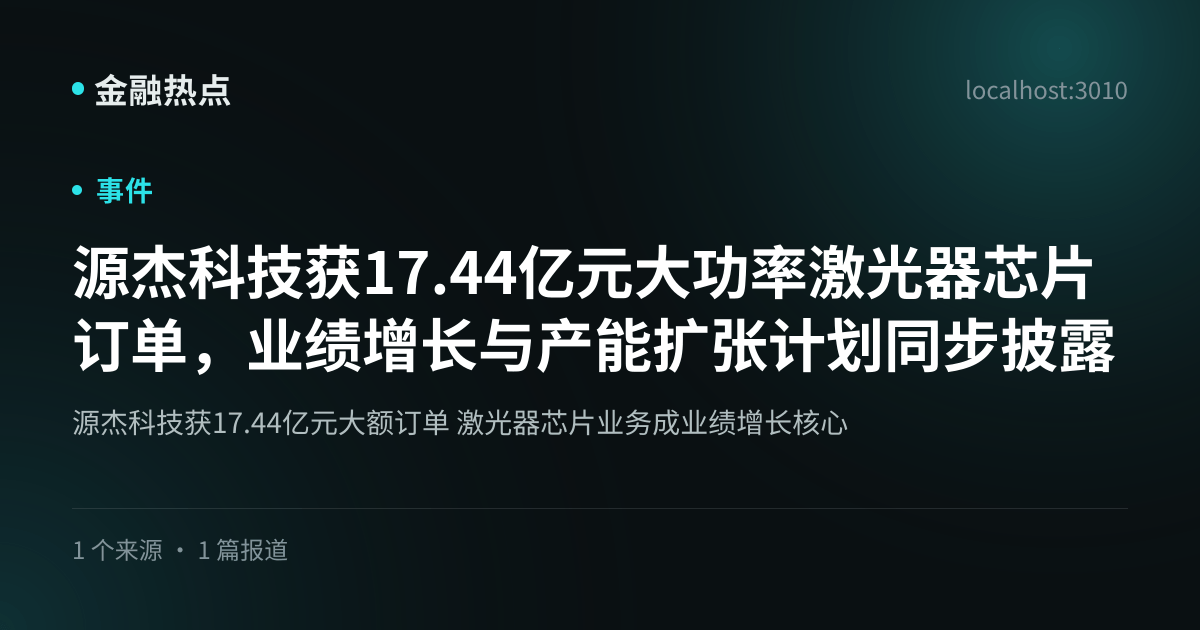 金融热点
localhost:3010
事件
源杰科技获17.44亿元大功率激光器芯片
订单，业绩增长与产能扩张计划同步披露
源杰科技获17.44亿元大额订单 激光器芯片业务成业绩增长核心
1 个来源 · 1 篇报道